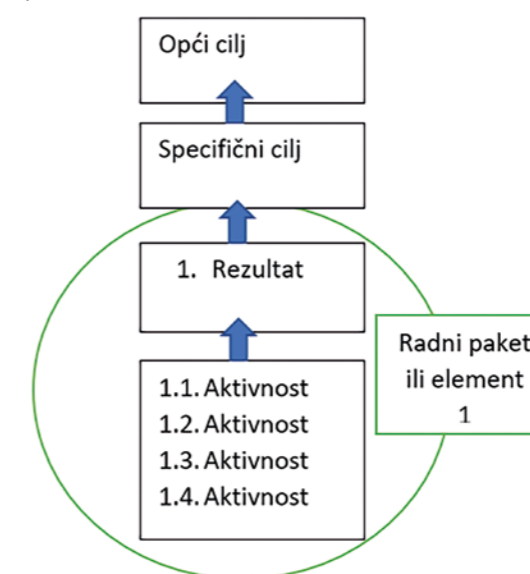 Opći cilj
Specifični cilj
1. Rezultat
1.1. Aktivnost
1.2. Aktivnost
1.3. Aktivnost
1.4. Aktivnost
Radni paket
ili element
1